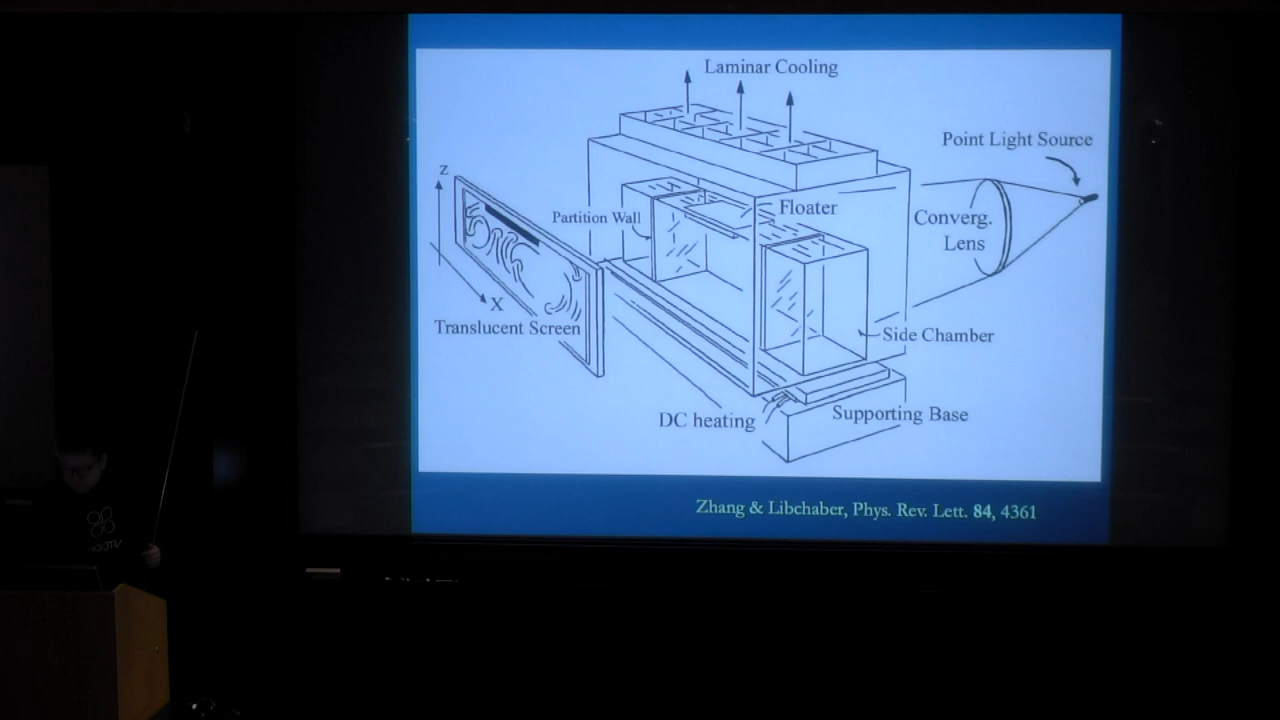 Laminar Cooling
Point Light Source
Z
Partition Wall
Floater
Converg.
Lens
X
Translucent Screen
Side Chamber
DC heating
Supporting Base
Zhang & Libchaber, Phys. Rev. Lett. 84, 4361